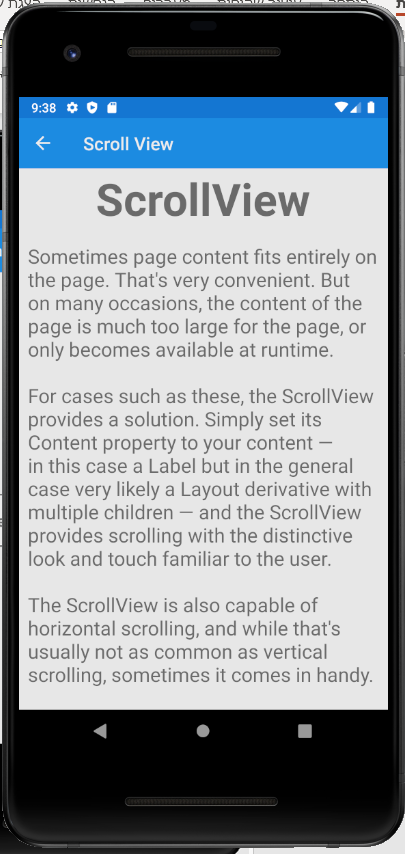 9:38
Scroll View
ScrollView
Sometimes page content fits entirely on
the page. That's very convenient. But
on many occasions, the content of the
page is much too large for the page, or
only becomes available at runtime.
For cases such as these, the ScrollView
provides a solution. Simply set its
Content property to your content —
in this case a Label but in the general
case very likely a Layout derivative with
multiple children — and the ScrollView
provides scrolling with the distinctive
look and touch familiar to the user.
The ScrollView is also capable of
horizontal scrolling, and while that's
usually not as common as vertical
scrolling, sometimes it comes in handy.